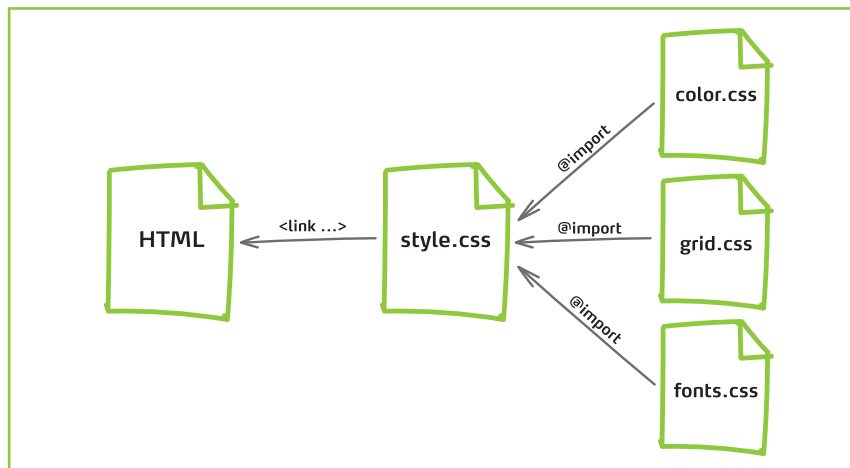 HTML
<link ...>
style.css
@import
color.css
@import
grid.css
@import
fonts.css